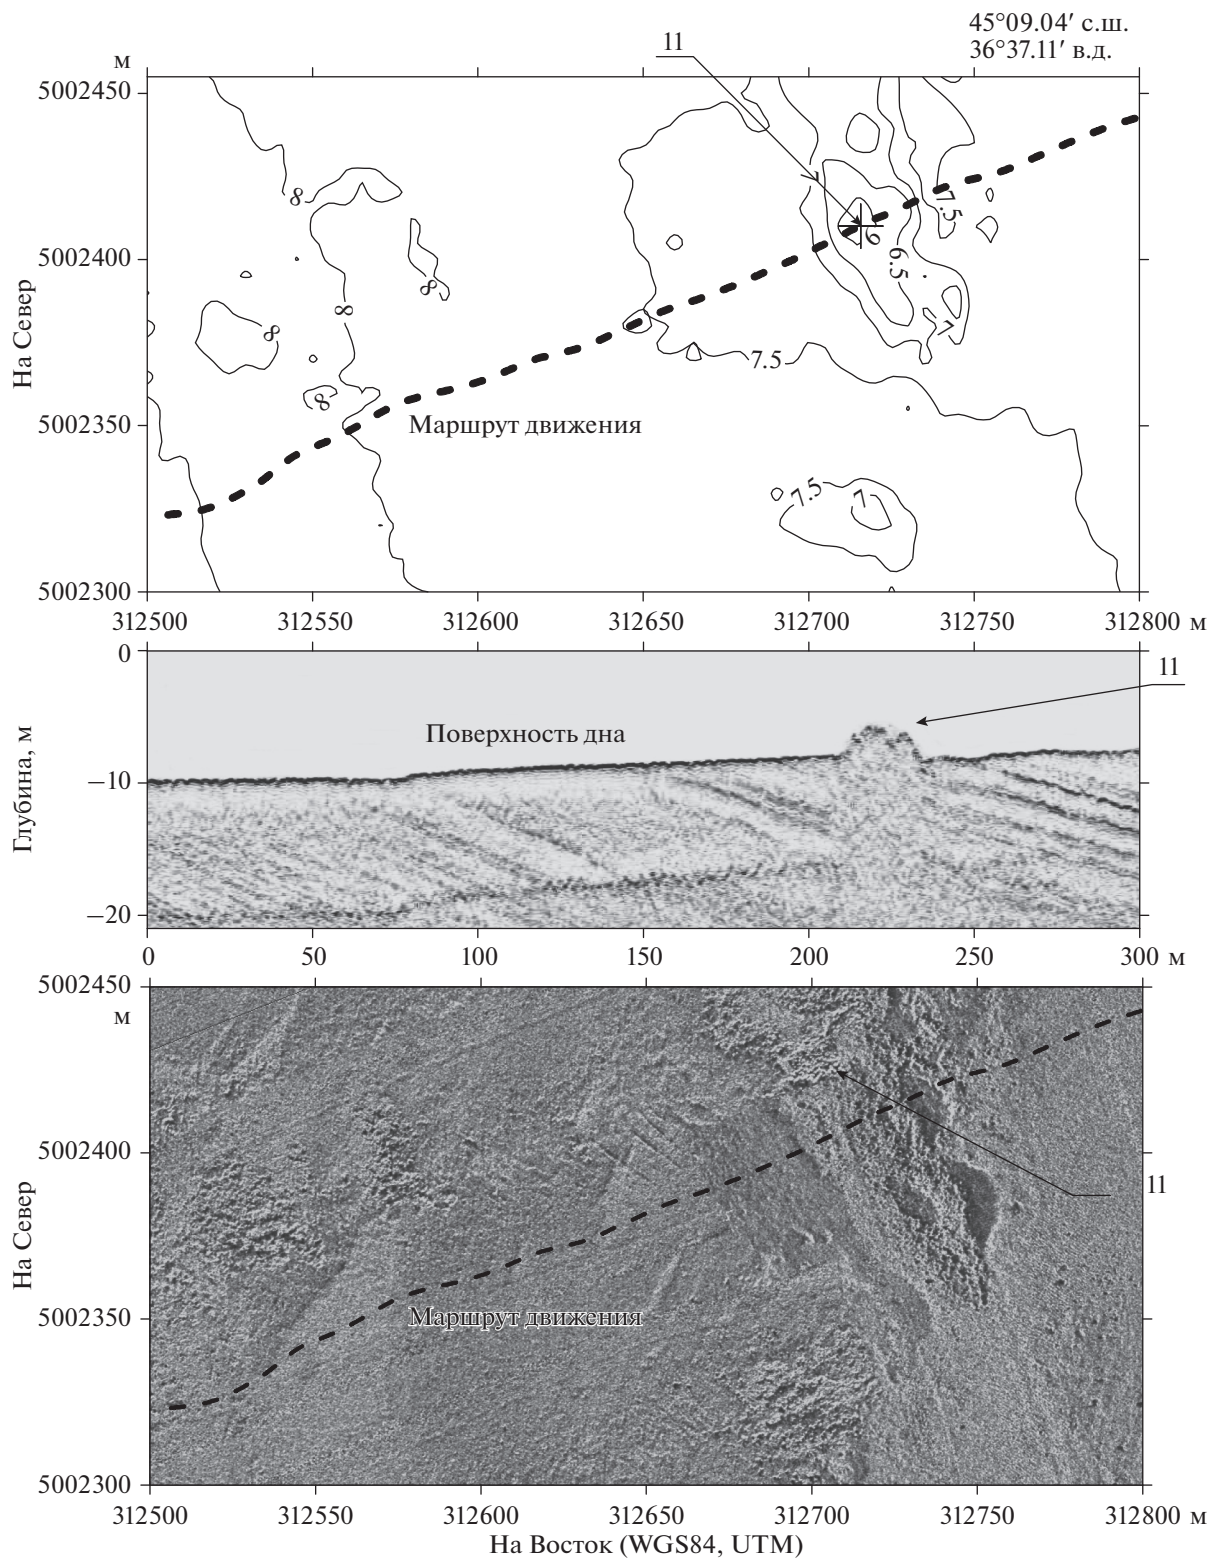 45°09.04′ с.ш.
36°37.11′ в.д.
11
м
5002450
5002400
5002350
5002300
На Север
8
8
8
8
8
7
6
6.5
7.5
7
7.5
7.5
7
Маршрут движения
312500 312550 312600 312650 312700 312750 312800 м
0
−10
−20
Глубина, м
Поверхность дна
11
0 50 100 150 200 250 300 м
5002450
м
5002400
5002350
5002300
На Север
11
Маршрут движения
312500 312550 312600 312650 312700 312750 312800 м
На Восток (WGS84, UTM)